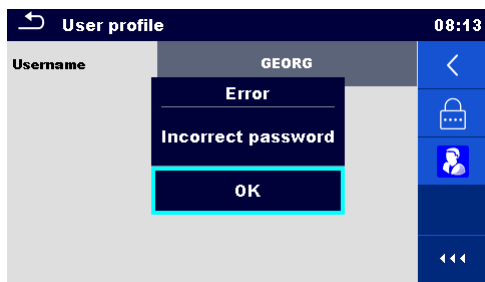 User profile 08:13
Username GEORG
Error
Incorrect password
OK